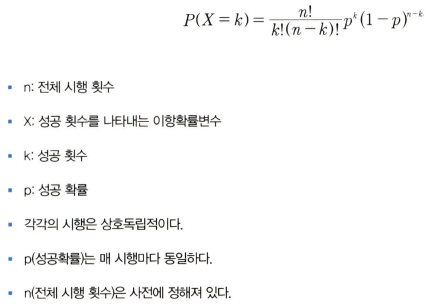 P(X = k) = \frac{n!}{k!(n-k)!} p^k (1-p)^{n-k}
▪ n: 전체 시행 횟수
▪ X: 성공 횟수를 나타내는 이항확률변수
▪ k: 성공 횟수
▪ p: 성공 확률
▪ 각각의 시행은 상호독립적이다.
▪ p(성공확률)는 매 시행마다 동일하다.
▪ n(전체 시행 횟수)은 사전에 정해져 있다.